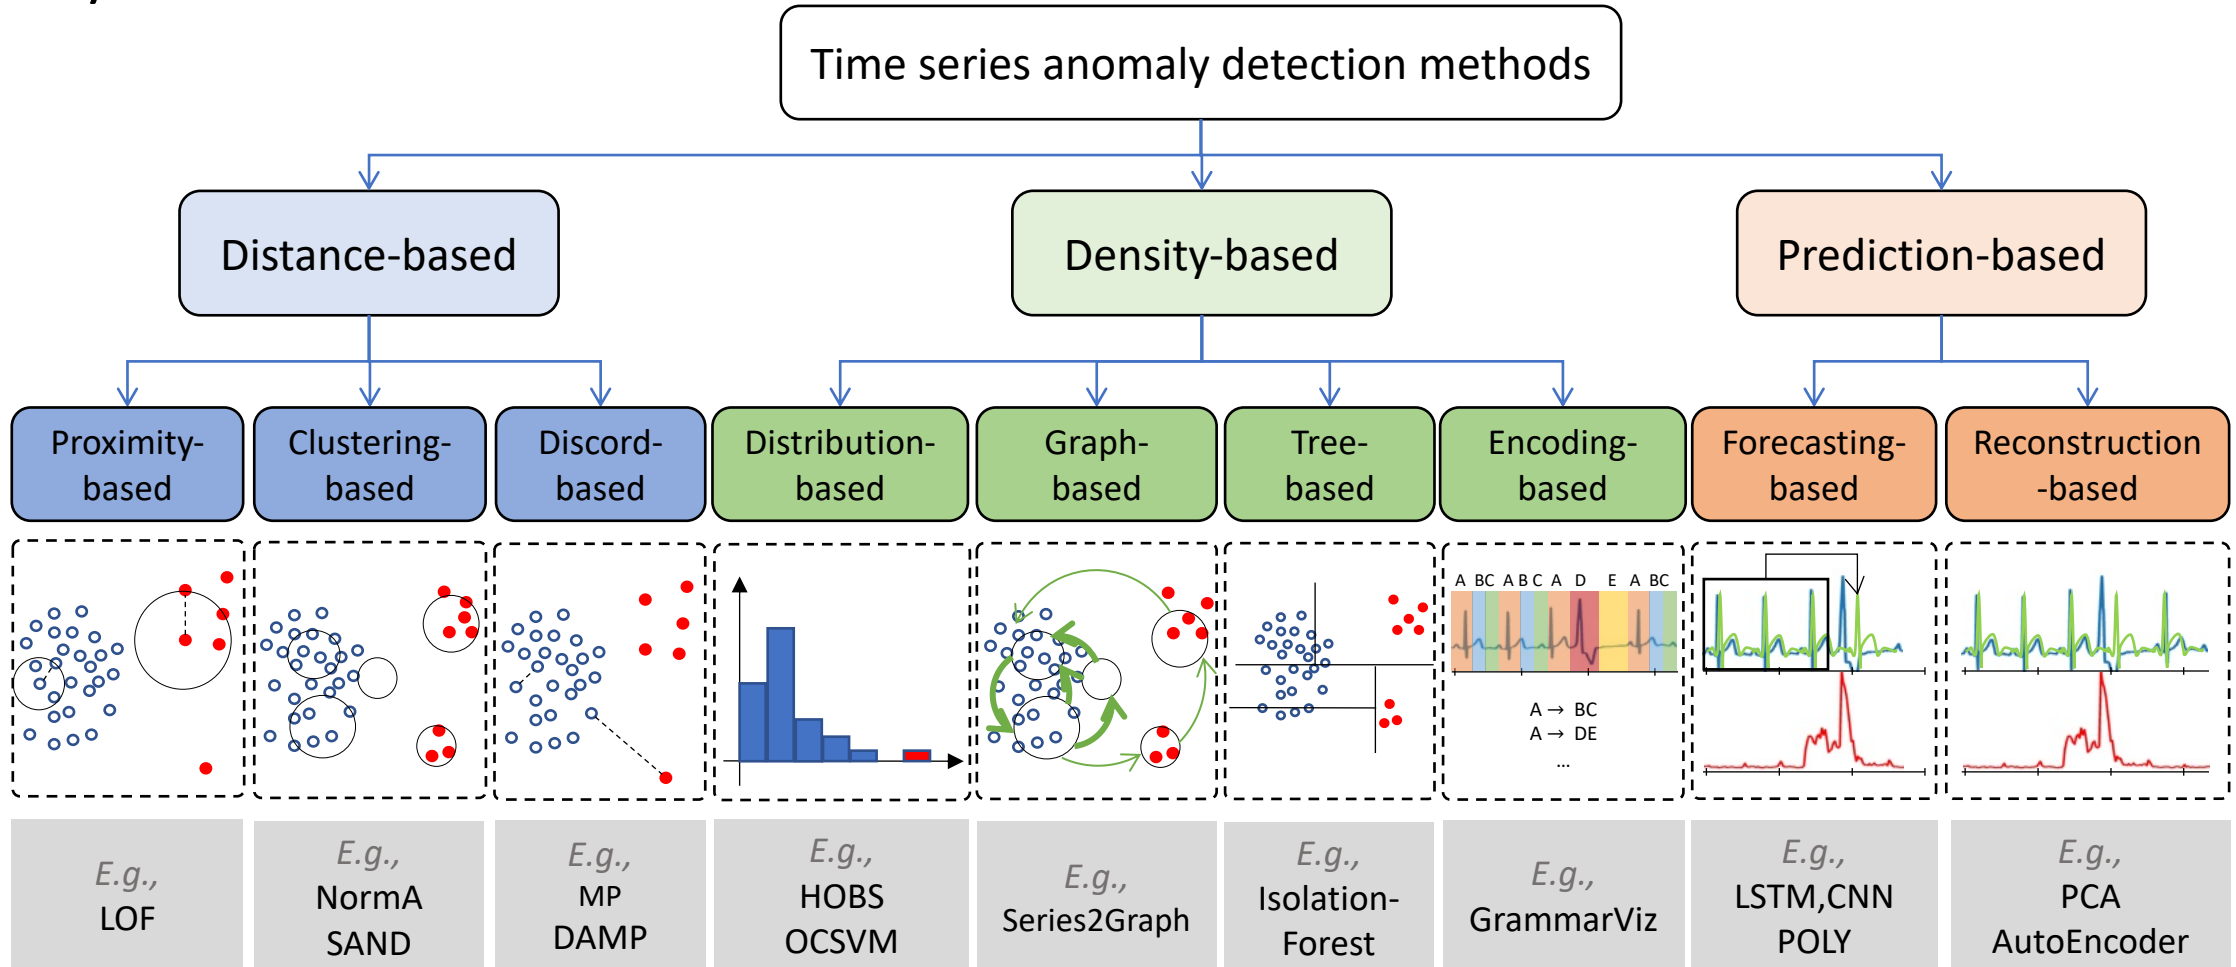 Time series anomaly detection methods
Distance-based
Density-based
Prediction-based
Proximity-
based
Clustering-
based
Discord-
based
Distribution-
based
Graph-
based
Tree-
based
Encoding-
based
Forecasting-
based
Reconstruction
-based
A BC A B C A D E A BC
A → BC
A → DE
...
E.g.,
LOF
E.g.,
NormA
SAND
E.g.,
MP
DAMP
E.g.,
HOBS
OCSVM
E.g.,
Series2Graph
E.g.,
Isolation-
Forest
E.g.,
GrammarViz
E.g.,
LSTM,CNN
POLY
E.g.,
PCA
AutoEncoder